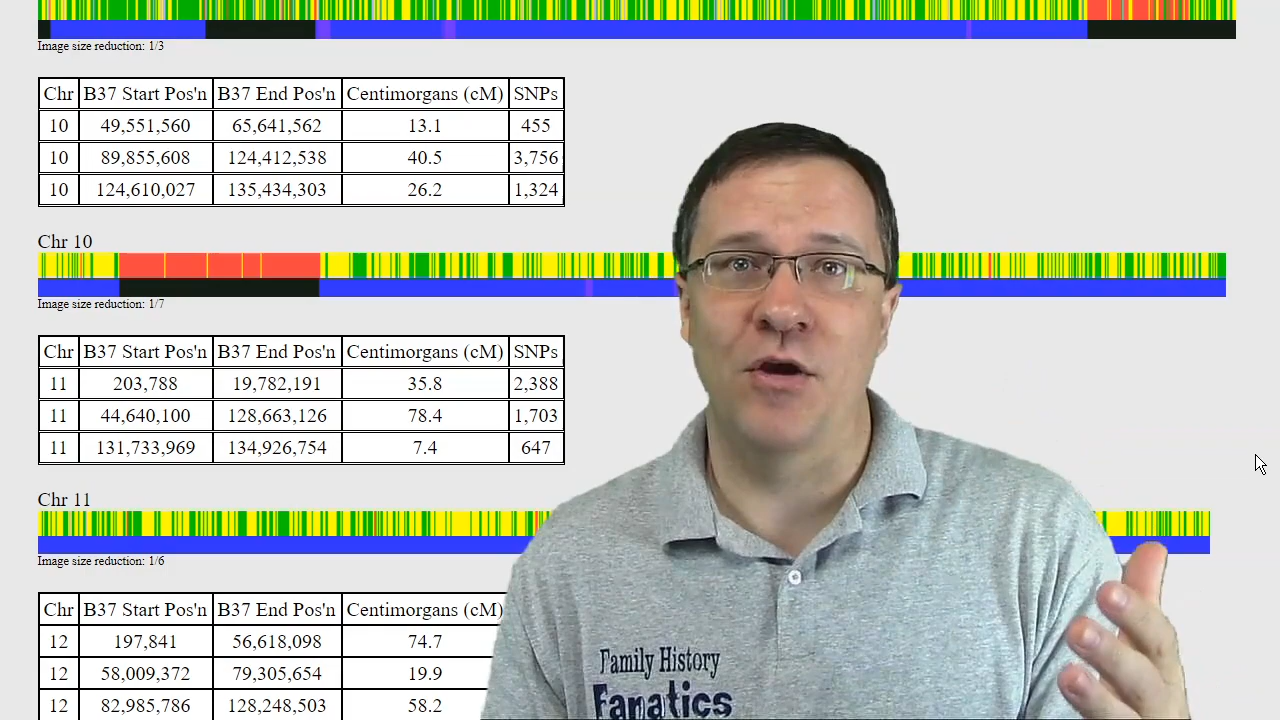 Image size reduction: 1/3
Chr B37 Start Pos'n B37 End Pos'n Centimorgans (cM) SNPs
10 49,551,560 65,641,562 13.1 455
10 89,855,608 124,412,538 40.5 3,756
10 124,610,027 135,434,303 26.2 1,324
Chr 10
Image size reduction: 1/7
Chr B37 Start Pos'n B37 End Pos'n Centimorgans (cM) SNPs
11 203,788 19,782,191 35.8 2,388
11 44,640,100 128,663,126 78.4 1,703
11 131,733,969 134,926,754 7.4 647
Chr 11
Image size reduction: 1/6
Chr B37 Start Pos'n B37 End Pos'n Centimorgans (cM)
12 197,841 56,618,098 74.7
12 58,009,372 79,305,654 19.9
12 82,985,786 128,248,503 58.2
Family History
Fanatics